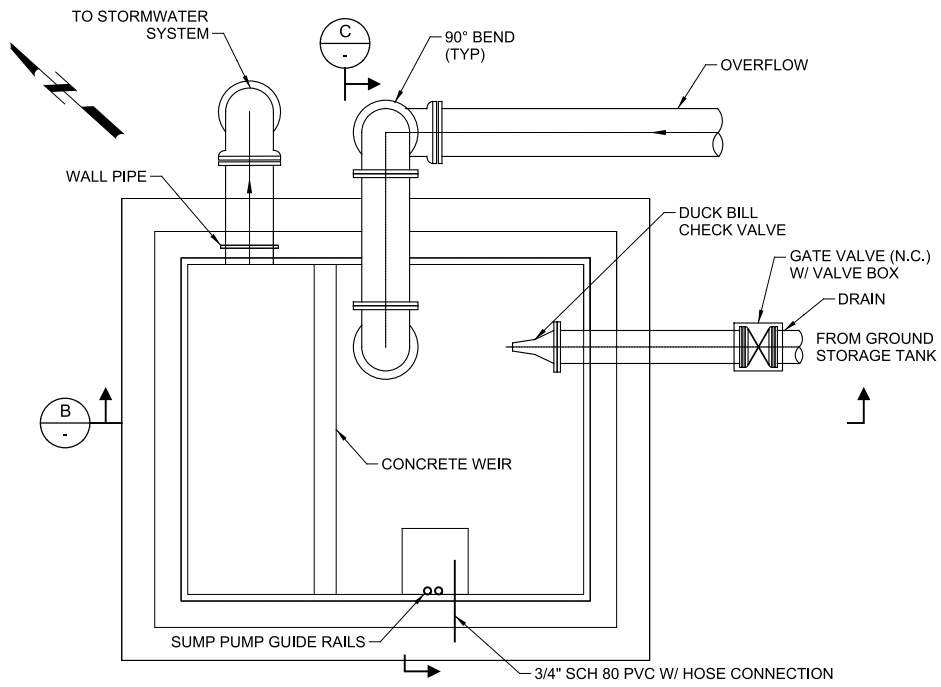 TO STORMWATER
SYSTEM
C
-
90° BEND
(TYP)
OVERFLOW
WALL PIPE
DUCK BILL
CHECK VALVE
GATE VALVE (N.C.)
W/ VALVE BOX
DRAIN
FROM GROUND
STORAGE TANK
B
-
CONCRETE WEIR
SUMP PUMP GUIDE RAILS
3/4" SCH 80 PVC W/ HOSE CONNECTION